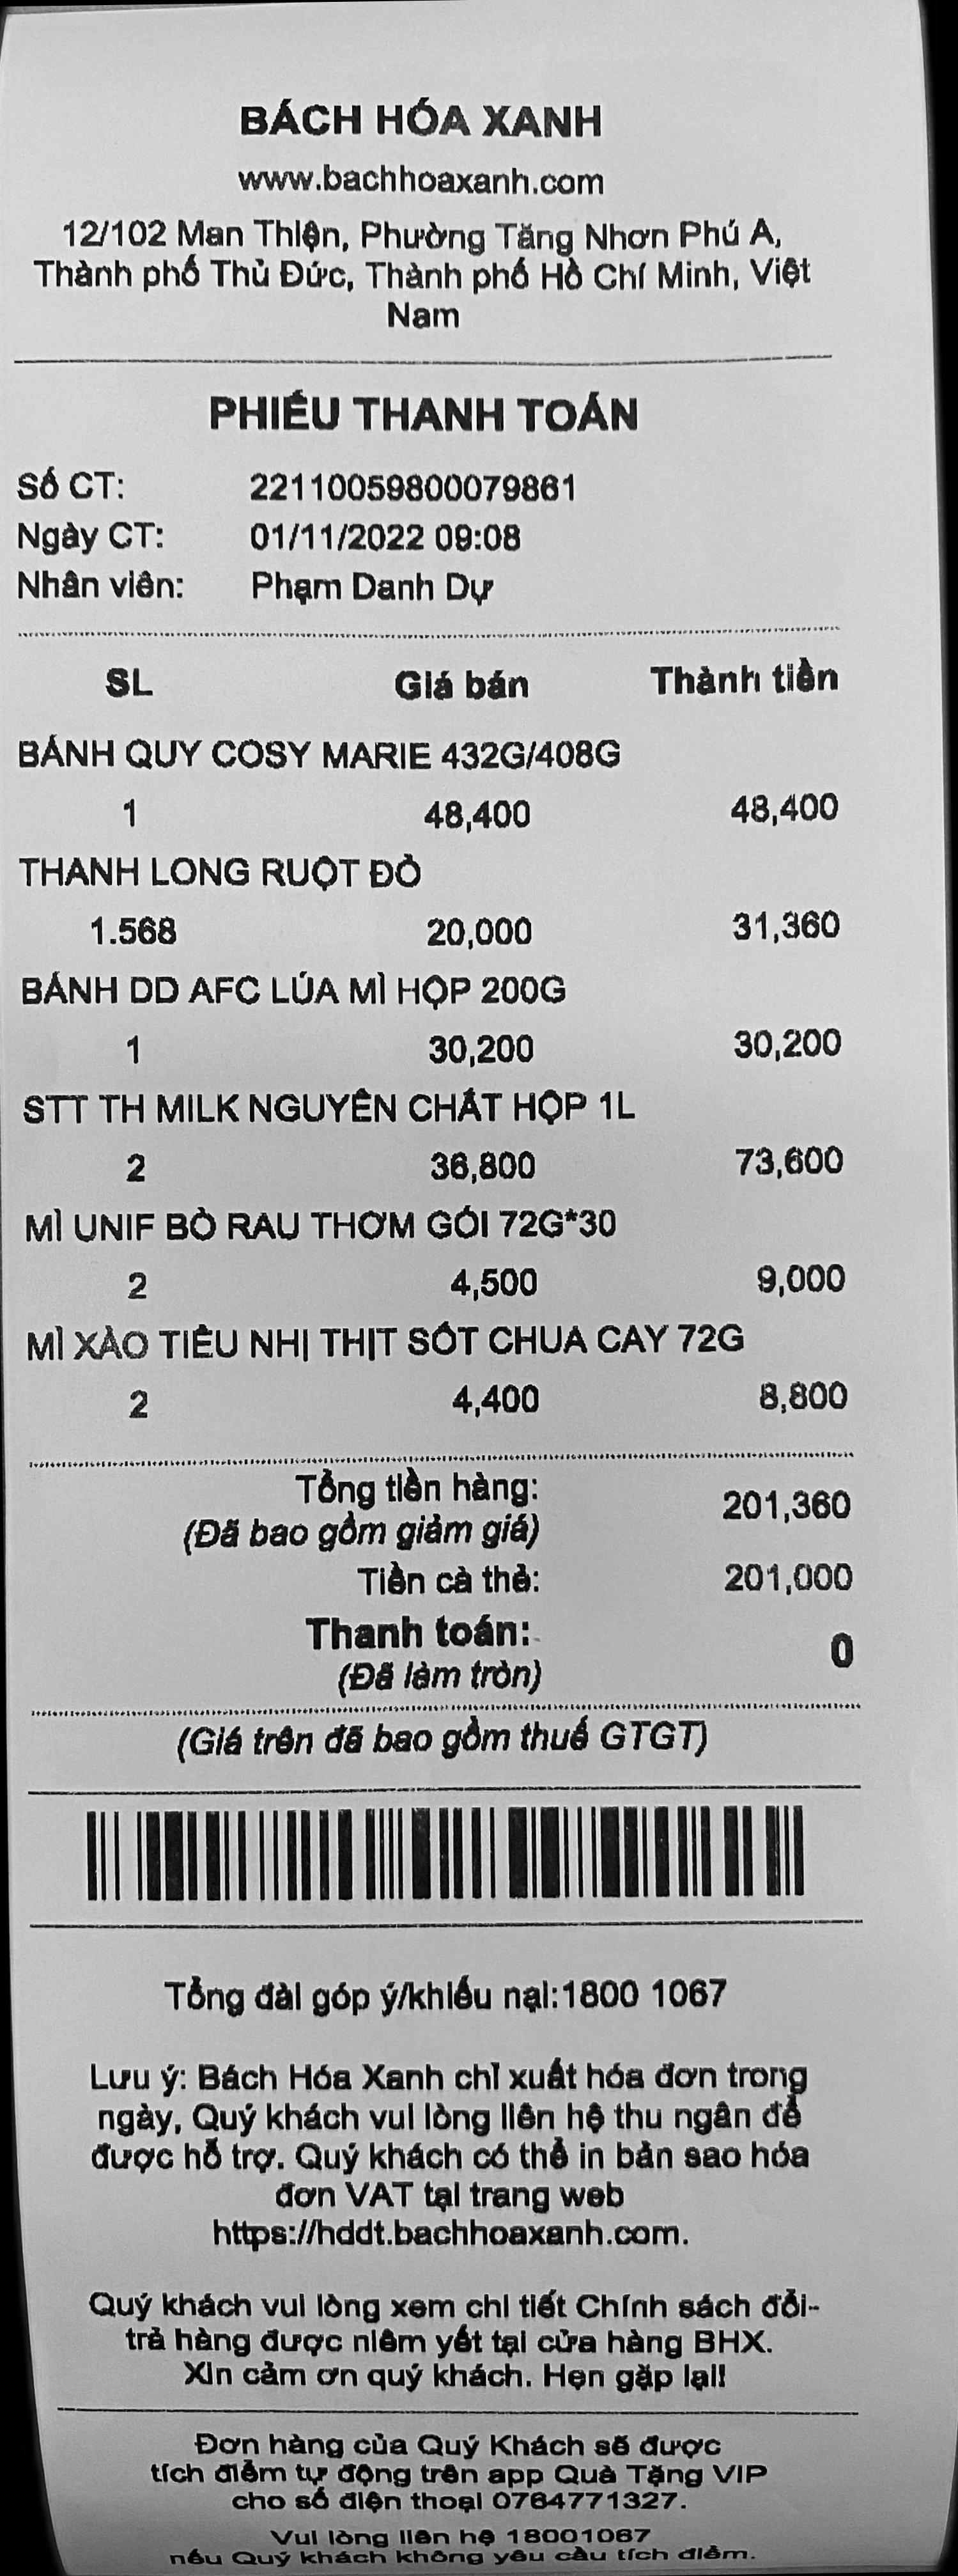 BÁCH HÓA XANH
www.bachhoaxanh.com
12/102 Man Thiện, Phường Tăng Nhơn Phú A,
Thành phố Thủ Đức, Thành phố Hồ Chí Minh, Việt
Nam
PHIẾU THANH TOÁN
Số CT: 22110059800079861
Ngày CT: 01/11/2022 09:08
Nhân viên: Phạm Danh Dự
SL Giá bán Thành tiền
BÁNH QUY COSY MARIE 432G/408G
1 48,400 48,400
THANH LONG RUỘT ĐỎ
1.568 20,000 31,360
BÁNH DD AFC LÚA MÌ HỘP 200G
1 30,200 30,200
STT TH MILK NGUYÊN CHẤT HỘP 1L
2 36,800 73,600
MÌ UNIF BÒ RAU THƠM GÓI 72G*30
2 4,500 9,000
MÌ XÀO TIỀU NHỊ THỊT SỐT CHUA CAY 72G
2 4,400 8,800
Tổng tiền hàng: 201,360
(Đã bao gồm giảm giá)
Tiền cà thẻ: 201,000
Thanh toán: 0
(Đã làm tròn)
(Giá trên đã bao gồm thuế GTGT)
Tổng đài góp ý/khiếu nại:1800 1067
Lưu ý: Bách Hóa Xanh chỉ xuất hóa đơn trong
ngày, Quý khách vui lòng liên hệ thu ngân để
được hỗ trợ. Quý khách có thể in bản sao hóa
đơn VAT tại trang web
https://hddt.bachhoaxanh.com.
Quý khách vui lòng xem chi tiết Chính sách đổi-
trả hàng được niêm yết tại cửa hàng BHX.
Xin cảm ơn quý khách. Hẹn gặp lại!
Đơn hàng của Quý Khách sẽ được
tích điểm tự động trên app Quà Tặng VIP
cho số điện thoại 0764771327.
Vui lòng liên hệ 18001067
nếu Quý khách không yêu cầu tích điểm.